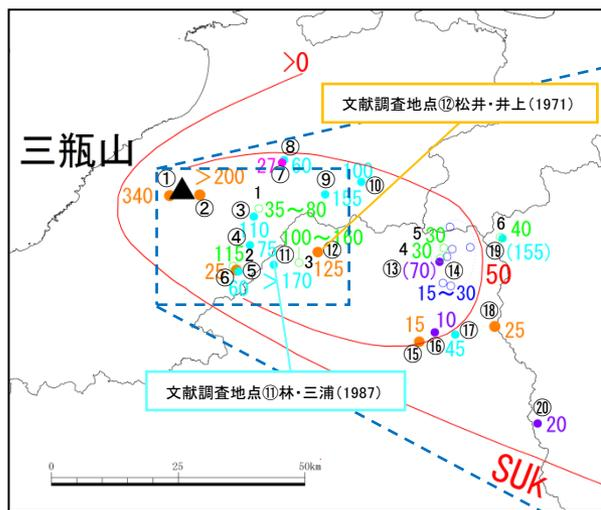 >0
文献調査地点⑫松井・井上(1971)
三瓶山
⑧
① >200 27 60 100
⑦
340 ② 1 ⑨ 155 ⑩
③ 35~80
110 5 6 40
④ 75 ⑪ 100~160 ⑫ 30 ⑲ (155)
115 2 4 30
25 ⑤ >170 3 125 ⑬ (70) ⑭ 50
⑥ 60
15~30
15 10 ⑰ ⑱ 25
⑮ ⑯ 45
文献調査地点⑪林・三浦(1987)
⑳
20
SUk
0 25 50km